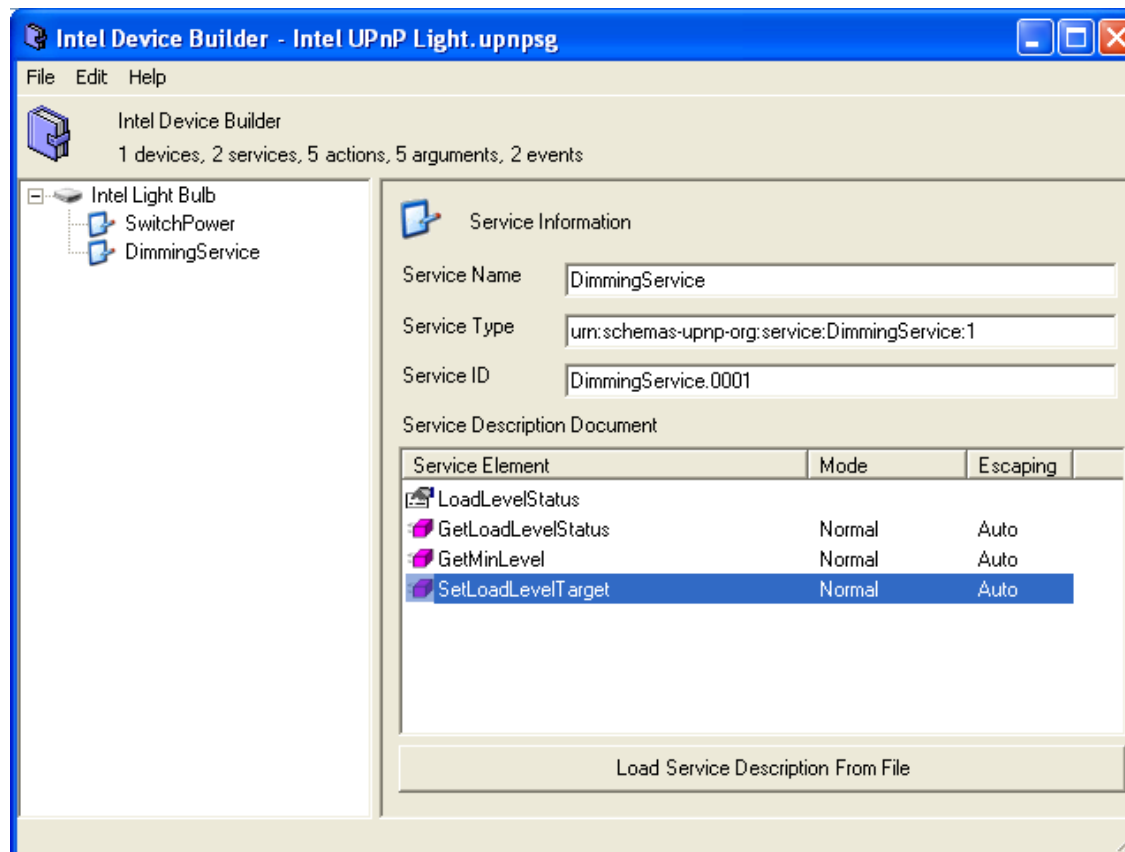 Intel Device Builder - Intel UPnP Light.upnpsg
File Edit Help
Intel Device Builder
1 devices, 2 services, 5 actions, 5 arguments, 2 events
Intel Light Bulb
SwitchPower
DimmingService
Service Information
Service Name DimmingService
Service Type urn:schemas-upnp-org:service:DimmingService:1
Service ID DimmingService.0001
Service Description Document
Service Element Mode Escaping
LoadLevelStatus
GetLoadLevelStatus Normal Auto
GetMinLevel Normal Auto
SetLoadLevelTarget Normal Auto
Load Service Description From File